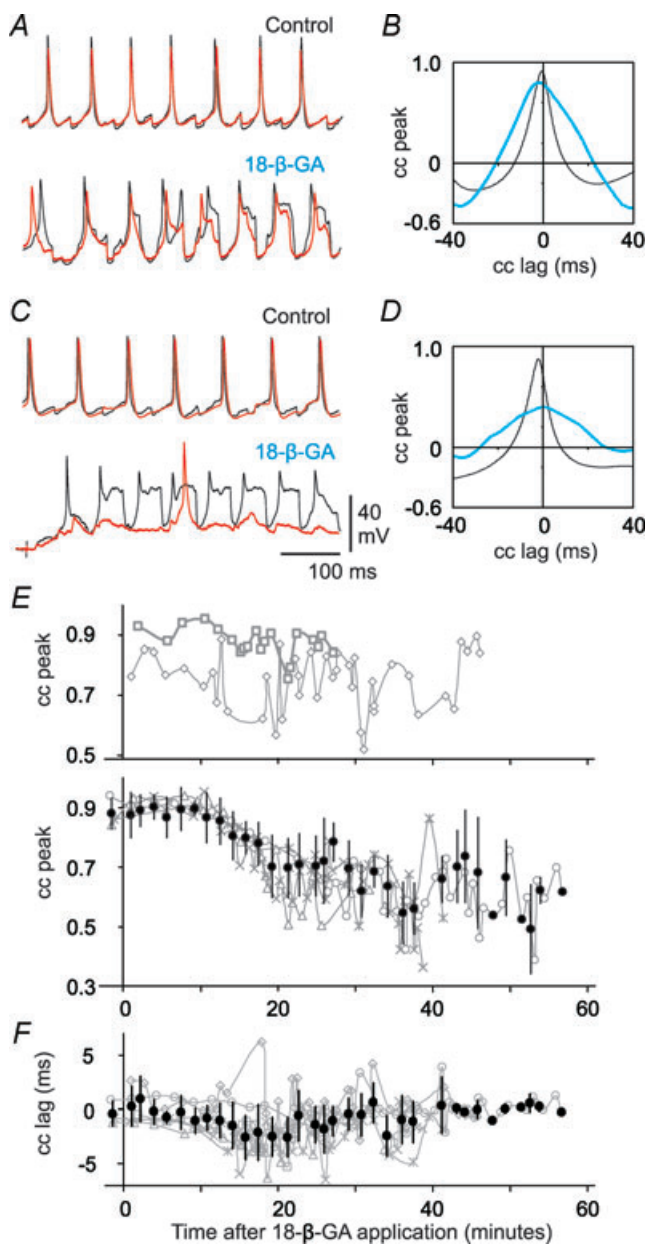 A
Control
18-β-GA
B
1.0
cc peak
0
-0.6
-40 0 40
cc lag (ms)
C
Control
18-β-GA
40
mV
100 ms
D
1.0
cc peak
0
-0.6
-40 0 40
cc lag (ms)
E
0.9
cc peak
0.7
0.5
0.9
cc peak
0.7
0.5
0.3
0 20 40 60
F
5
cc lag (ms)
0
-5
0 20 40 60
Time after 18-β-GA application (minutes)